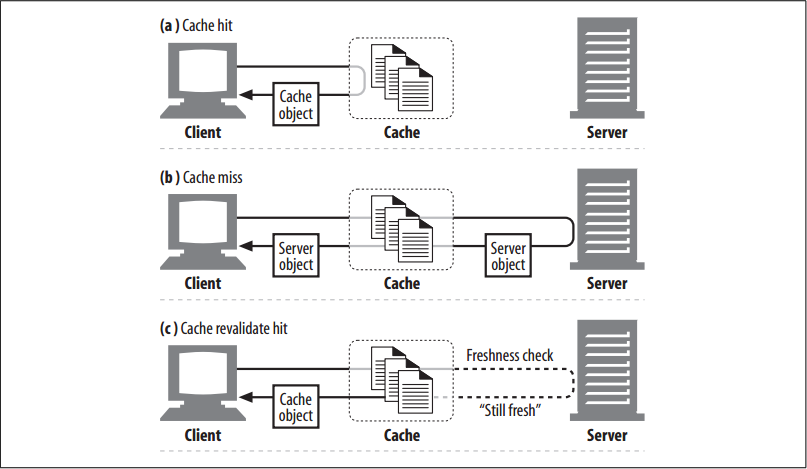 (a ) Cache hit
Cache
object
Client
Cache
Server
(b ) Cache miss
Server
object
Server
object
Client
Cache
Server
(c ) Cache revalidate hit
Freshness check
Cache
object
“Still fresh”
Client
Cache
Server